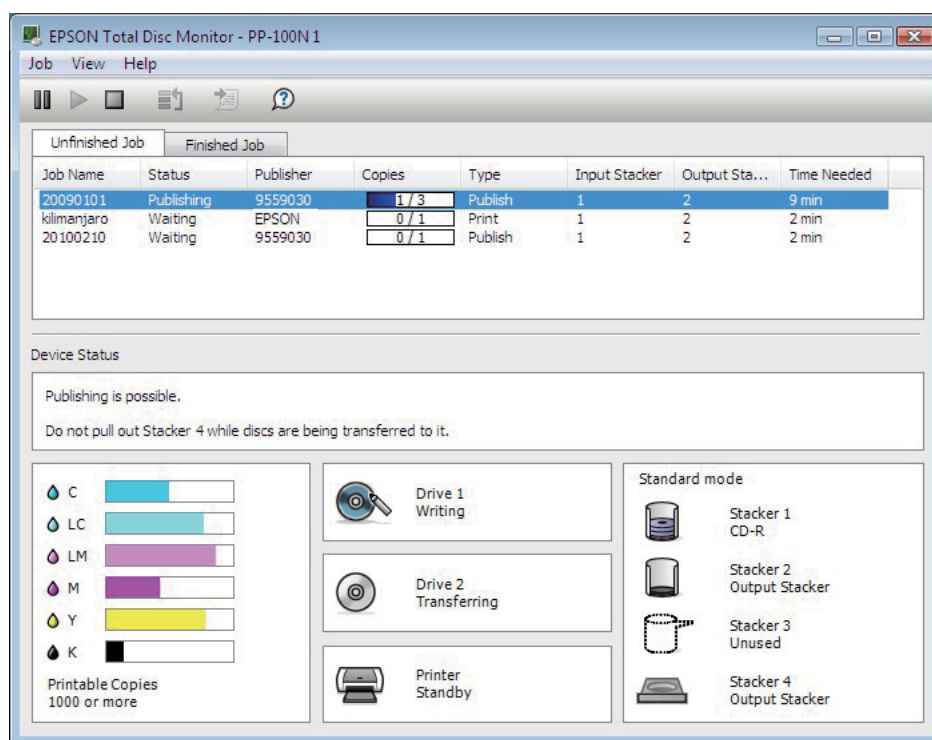 EPSON Total Disc Monitor - PP-100N 1
Job View Help
Unfinished Job Finished Job
Job Name Status Publisher Copies Type Input Stacker Output Sta... Time Needed
20090101 Publishing 9559030 1 / 3 Publish 1 2 9 min
kilimanjaro Waiting EPSON 0 / 1 Print 1 2 2 min
20100210 Waiting 9559030 0 / 1 Publish 1 2 2 min
Device Status
Publishing is possible.
Do not pull out Stacker 4 while discs are being transferred to it.
C
LC
LM
M
Y
K
Printable Copies
1000 or more
Drive 1
Writing
Drive 2
Transferring
Printer
Standby
Standard mode
Stacker 1
CD-R
Stacker 2
Output Stacker
Stacker 3
Unused
Stacker 4
Output Stacker